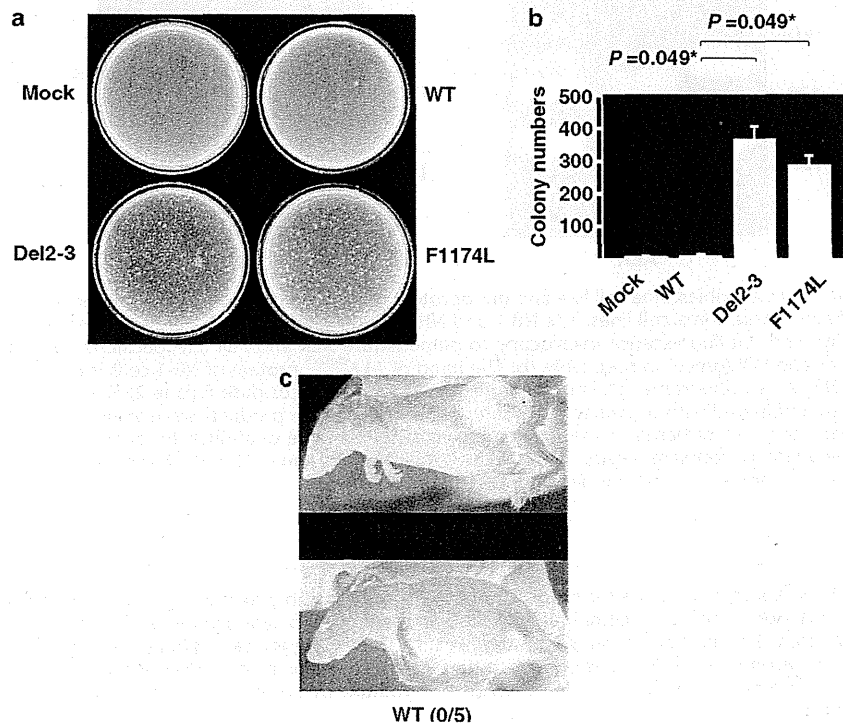 a
Mock
WT
Del2-3
F1174L
b
P =0.049*
P =0.049*
Colony numbers
500
400
300
200
100
Mock
WT
Del2-3
F1174L
c
WT (0/5)